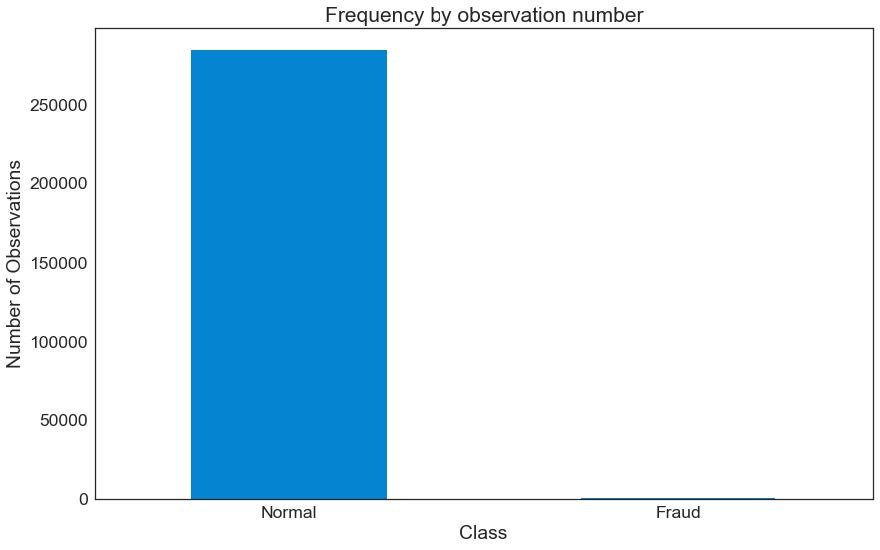 Frequency by observation number
Number of Observations
250000
200000
150000
100000
50000
0
Normal
Fraud
Class